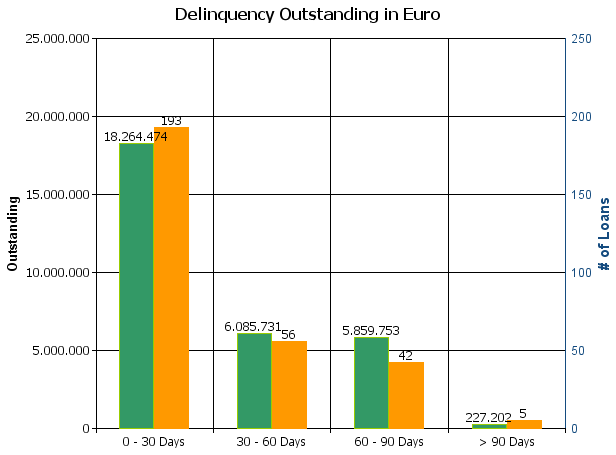 Delinquency Outstanding in Euro
25.000.000
20.000.000
15.000.000
10.000.000
5.000.000
0
Outstanding
250
200
150
100
50
0
# of Loans
18.264.474
193
6.085.731
56
5.859.753
42
227.202
5
0 - 30 Days
30 - 60 Days
60 - 90 Days
> 90 Days